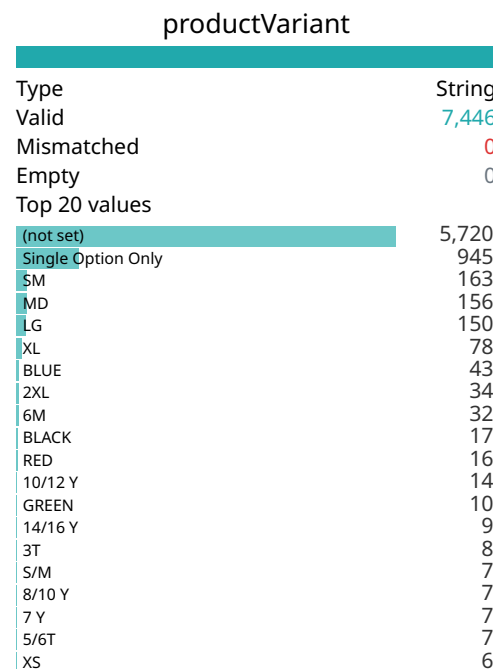 productVariant
Type String
Valid 7,446
Mismatched 0
Empty 0
Top 20 values
(not set) 5,720
Single Option Only 945
SM 163
MD 156
LG 150
XL 78
BLUE 43
2XL 34
6M 32
BLACK 17
RED 16
10/12 Y 14
GREEN 10
14/16 Y 9
3T 8
S/M 7
8/10 Y 7
7 Y 7
5/6T 7
XS 6